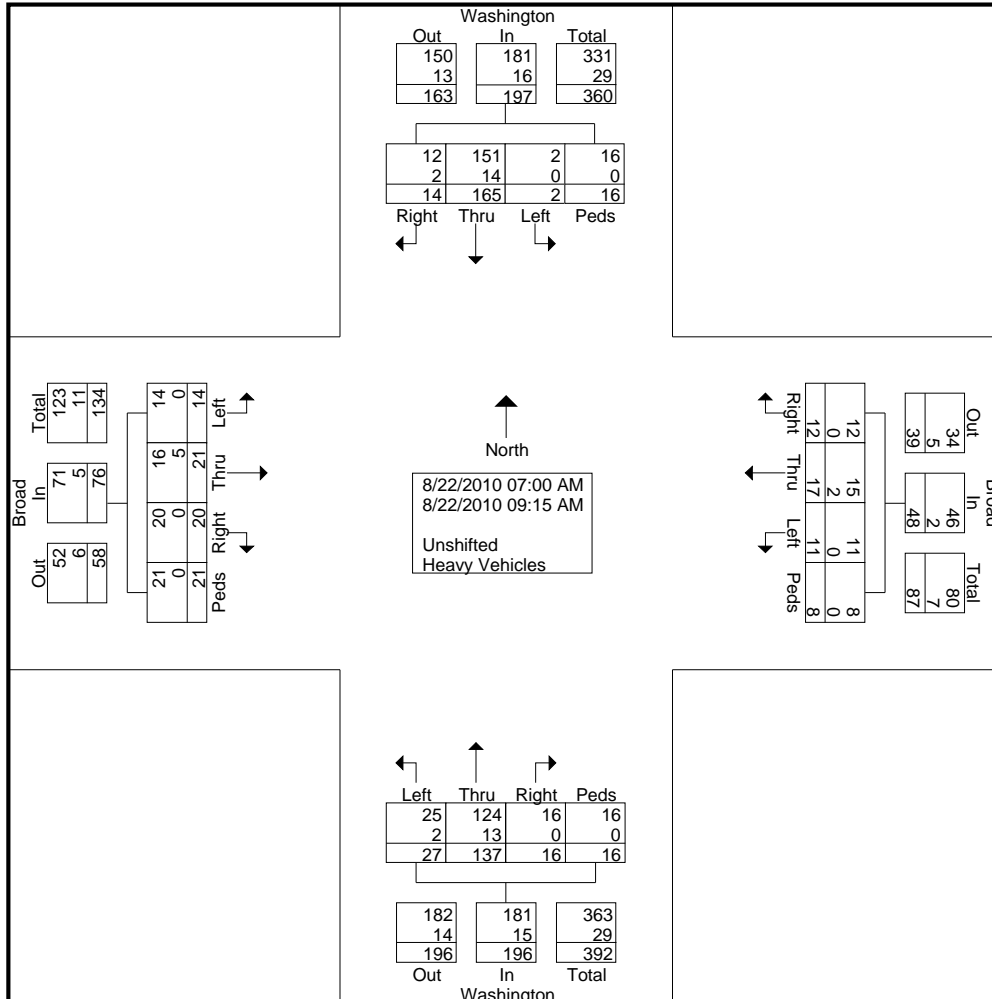 Washington
Out In Total
150 181 331
13 16 29
163 197 360
12 151 2 16
2 14 0 0
14 165 2 16
Right Thru Left Peds
Broad
Total In Out
123 71 52
11 5 6
134 76 58
14 16 20 21
0 5 0 0
14 21 20 21
Left Thru Right Peds
North
8/22/2010 07:00 AM
8/22/2010 09:15 AM
Unshifted
Heavy Vehicles
Right Thru Left Peds
12 17 11 8
0 2 0 0
12 15 11 8
39 48 87
5 2 7
34 46 80
Out In Total
Broad
Left Thru Right Peds
25 124 16 16
2 13 0 0
27 137 16 16
182 181 363
14 15 29
196 196 392
Out In Total
Washington